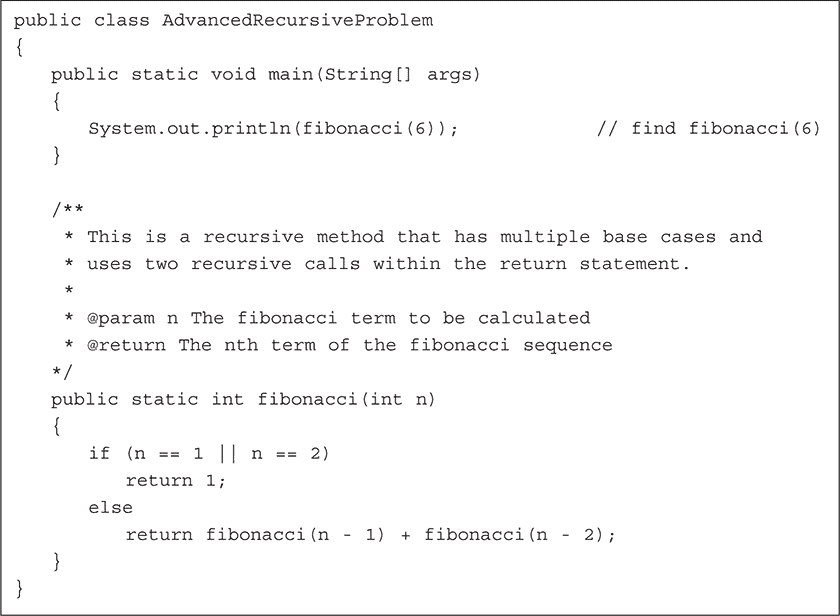 public class AdvancedRecursiveProblem
{
   public static void main(String[] args)
   {
      System.out.println(fibonacci(6));            // find fibonacci(6)
   }

   /**
    * This is a recursive method that has multiple base cases and
    * uses two recursive calls within the return statement.
    *
    * @param n The fibonacci term to be calculated
    * @return The nth term of the fibonacci sequence
   */
   public static int fibonacci(int n)
   {
      if (n == 1 || n == 2)
         return 1;
      else
         return fibonacci(n - 1) + fibonacci(n - 2);
   }
}